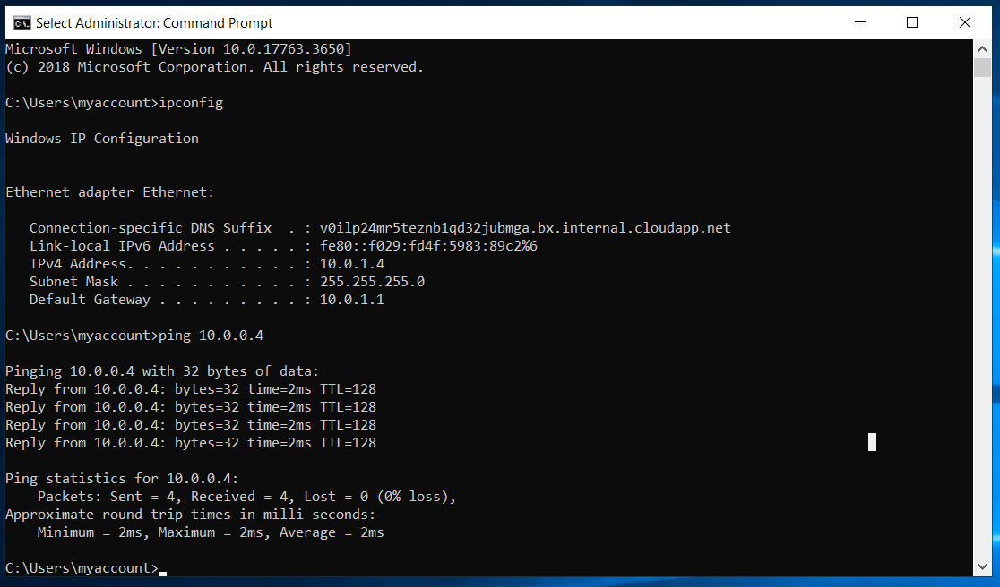 Select Administrator: Command Prompt
Microsoft Windows [Version 10.0.17763.3650]
(c) 2018 Microsoft Corporation. All rights reserved.
C:\Users\myaccount>ipconfig
Windows IP Configuration
Ethernet adapter Ethernet:
   Connection-specific DNS Suffix  . : v0ilp24mr5teznb1qd32jubmga.bx.internal.cloudapp.net
   Link-local IPv6 Address . . . . . : fe80::f029:fd4f:5983:89c2%6
   IPv4 Address. . . . . . . . . . . : 10.0.1.4
   Subnet Mask . . . . . . . . . . . : 255.255.255.0
   Default Gateway . . . . . . . . . : 10.0.1.1
C:\Users\myaccount>ping 10.0.0.4
Pinging 10.0.0.4 with 32 bytes of data:
Reply from 10.0.0.4: bytes=32 time=2ms TTL=128
Reply from 10.0.0.4: bytes=32 time=2ms TTL=128
Reply from 10.0.0.4: bytes=32 time=2ms TTL=128
Reply from 10.0.0.4: bytes=32 time=2ms TTL=128
Ping statistics for 10.0.0.4:
    Packets: Sent = 4, Received = 4, Lost = 0 (0% loss),
Approximate round trip times in milli-seconds:
    Minimum = 2ms, Maximum = 2ms, Average = 2ms
C:\Users\myaccount>